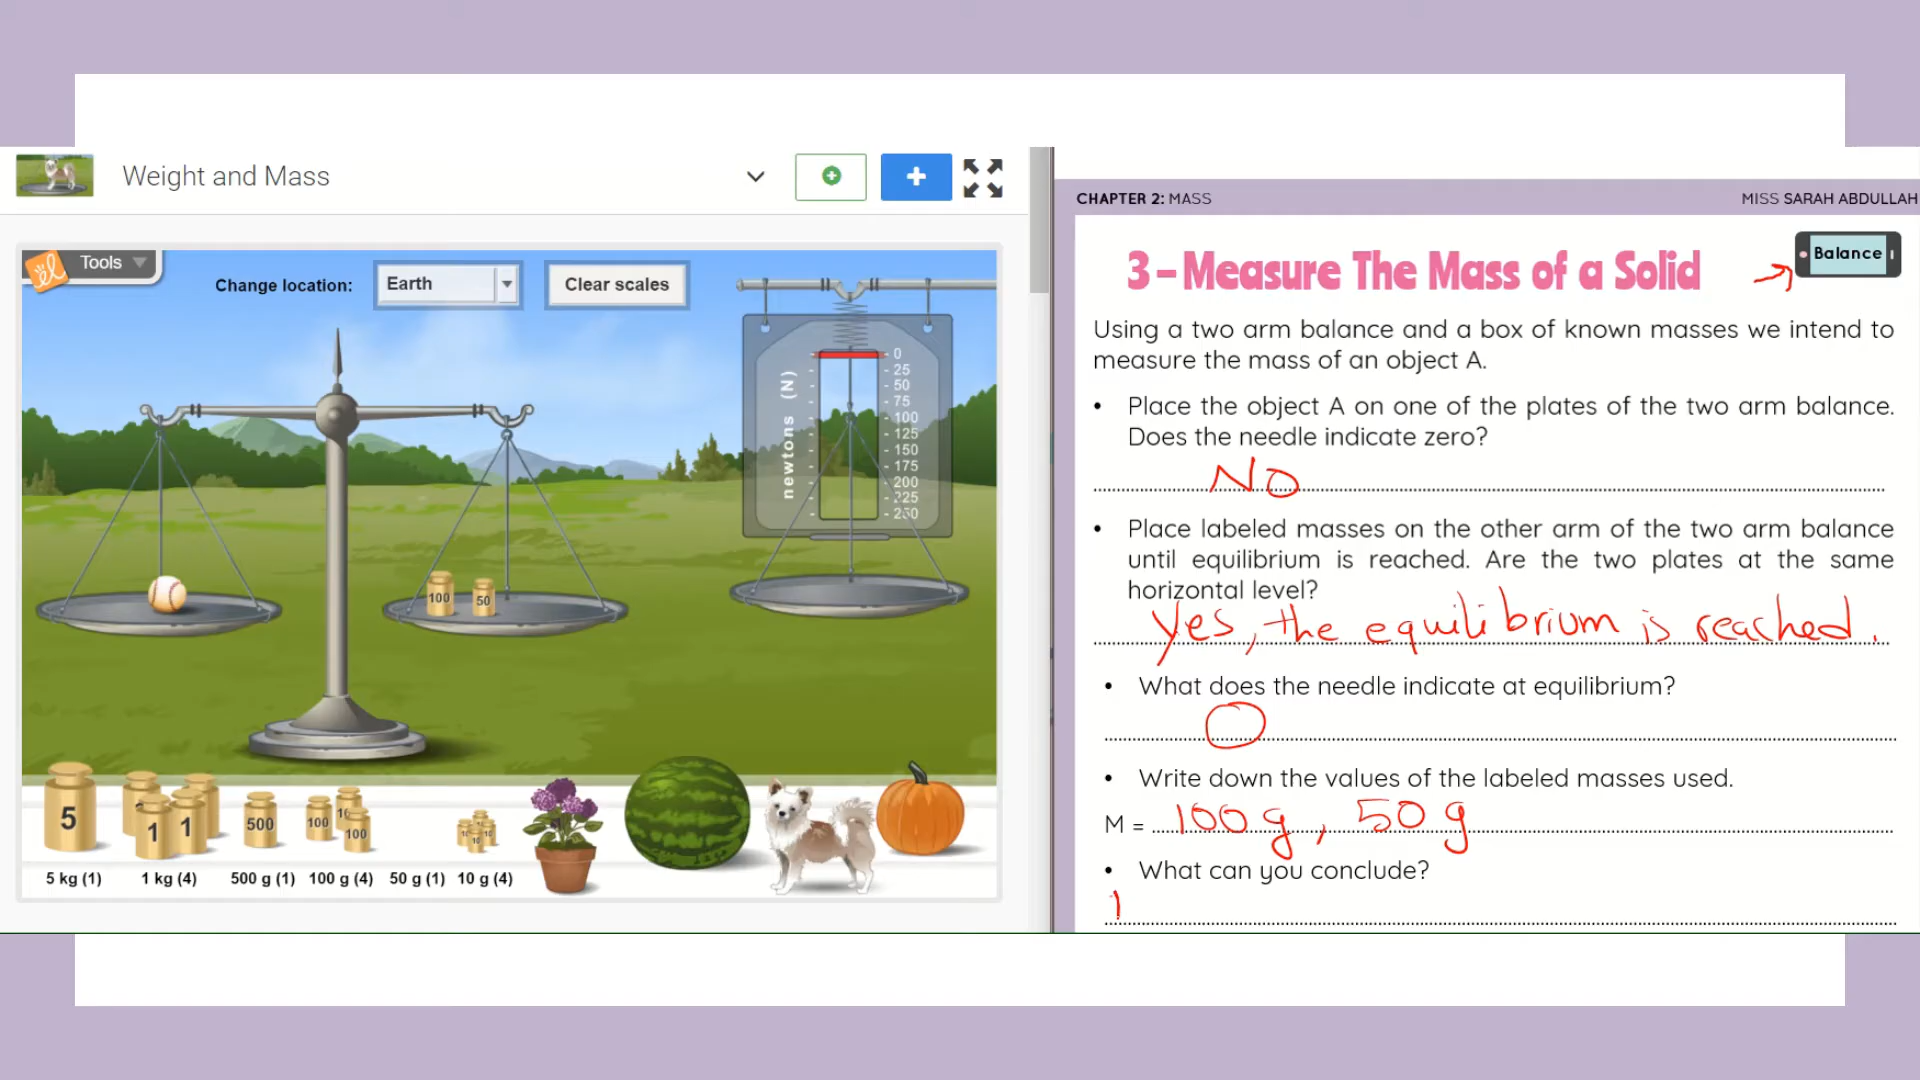 Weight and Mass
Tools
Change location:
Earth
Clear scales
newtons (N)
0
25
50
75
100
125
150
175
200
225
250
100
50
5
1
1
500
100
100
10
5 kg (1)
1 kg (4)
500 g (1)
100 g (4)
50 g (1)
10 g (4)
CHAPTER 2: MASS
MISS SARAH ABDULLAH
3-Measure The Mass of a Solid
Balance
Using a two arm balance and a box of known masses we intend to
measure the mass of an object A.
• Place the object A on one of the plates of the two arm balance.
Does the needle indicate zero?
NO
• Place labeled masses on the other arm of the two arm balance
until equilibrium is reached. Are the two plates at the same
horizontal level?
Yes, the equilibrium is reached.
• What does the needle indicate at equilibrium?
0
• Write down the values of the labeled masses used.
M = 100 g, 50 g
• What can you conclude?